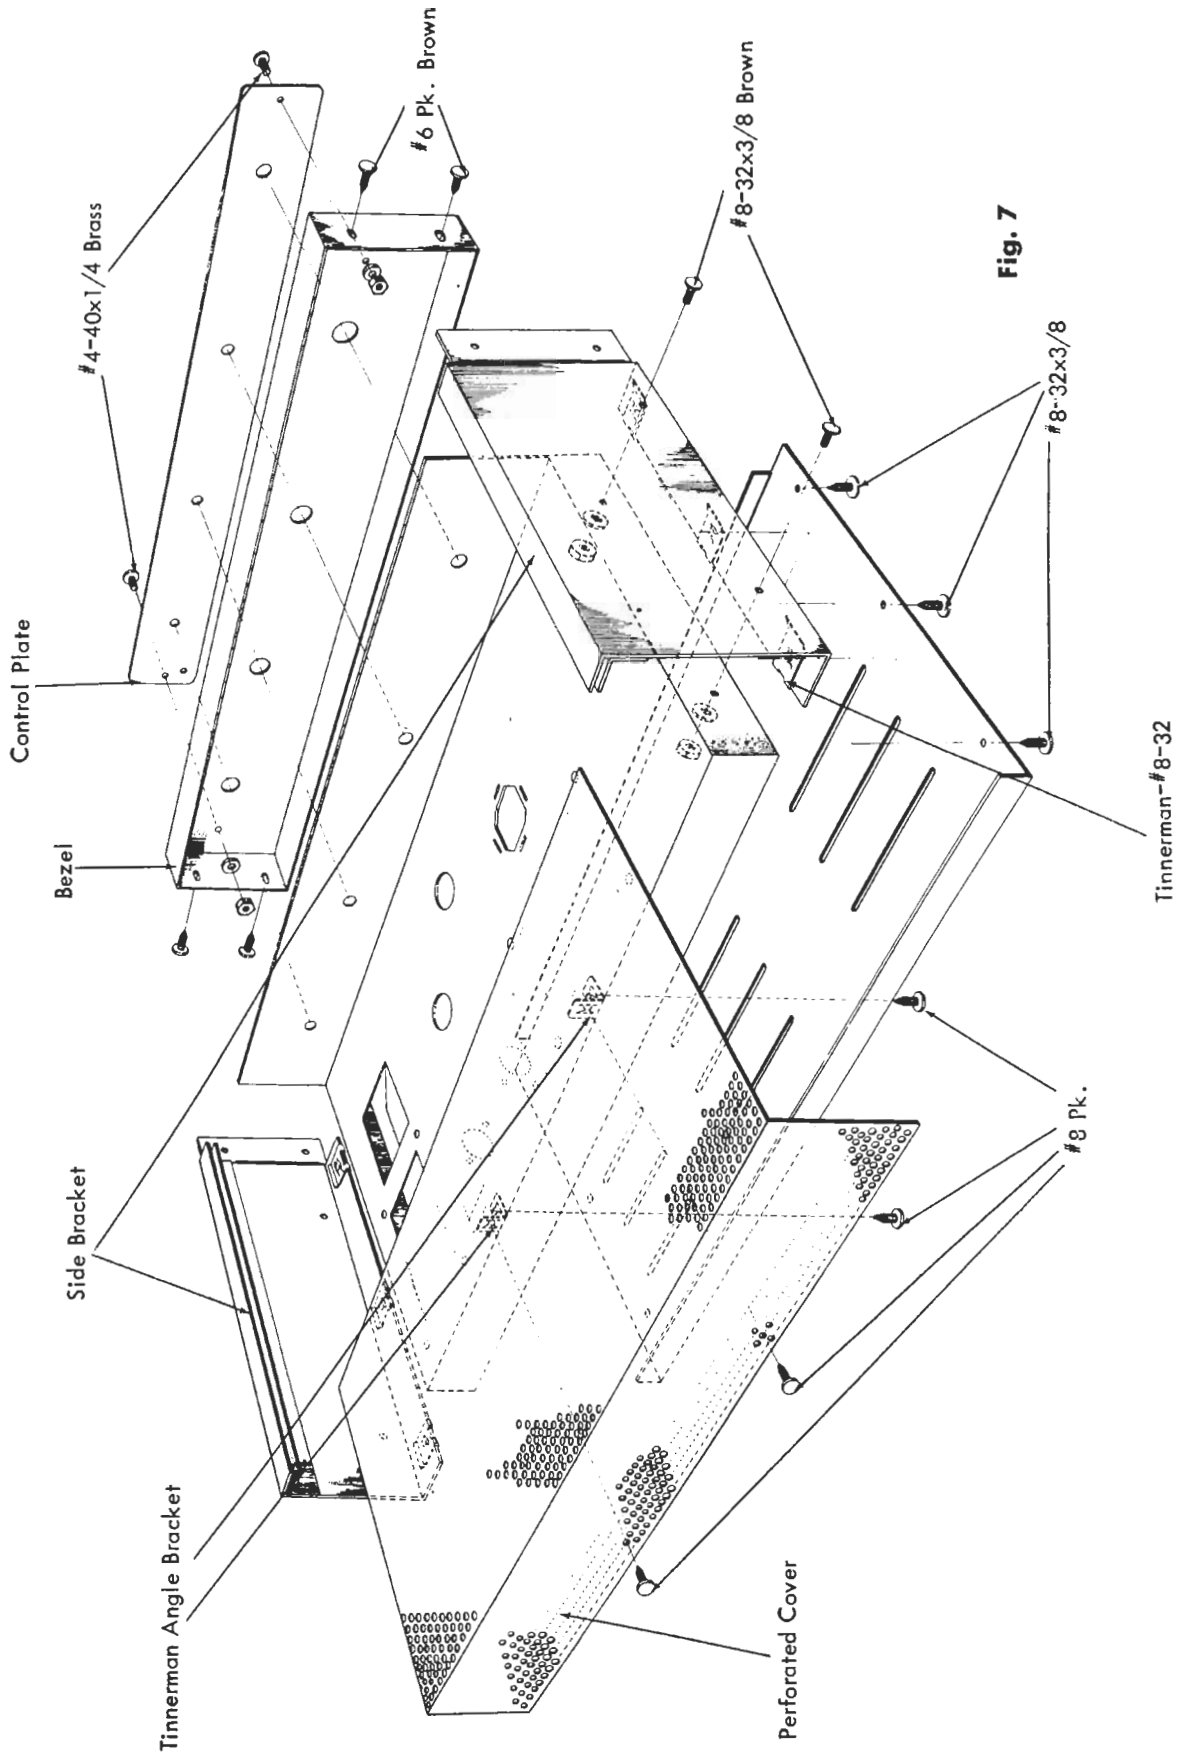 Tinnerman Angle Bracket
Side Bracket
Bezel
Control Plate
#4-40x1/4 Brass
#6 Pk. Brown
#8-32x3/8 Brown
Fig. 7
#8-32x3/8
Tinnerman-#8-32
#8 Pk.
Perforated Cover